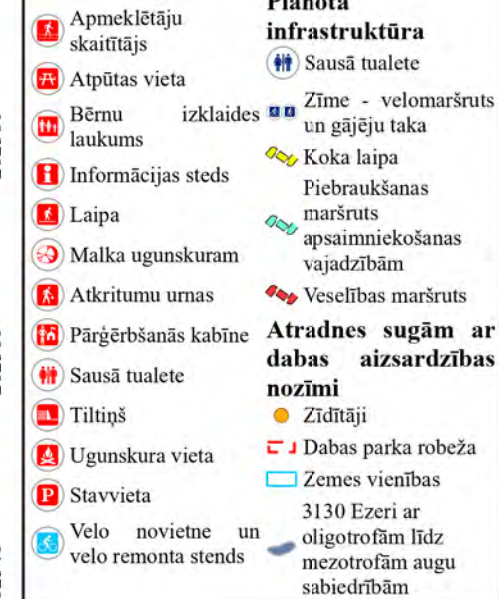 Apmeklētāju
skaitītājs
Atpūtas vieta
Bērnu izklaides
laukums
Informācijas steds
Laipa
Malka ugunskuram
Atkritumu urnas
Pārģērbšanās kabīne
Sausā tualete
Tiltiņš
Ugunskura vieta
P
Stavvieta
Velo novietne un
velo remonta stends
Plānotā
infrastruktūra
Sausā tualete
Zīme - velomaršruts
un gājēju taka
Koka laipa
Piebraukšanas
maršruts
apsaimniekošanas
vajadzībām
Veselības maršruts
Atradnes sugām ar
dabas aizsardzības
nozīmi
Zīdītāji
Dabas parka robeža
Zemes vienības
3130 Ezeri ar
oligotrofām līdz
mezotrofām augu
sabiedrībām